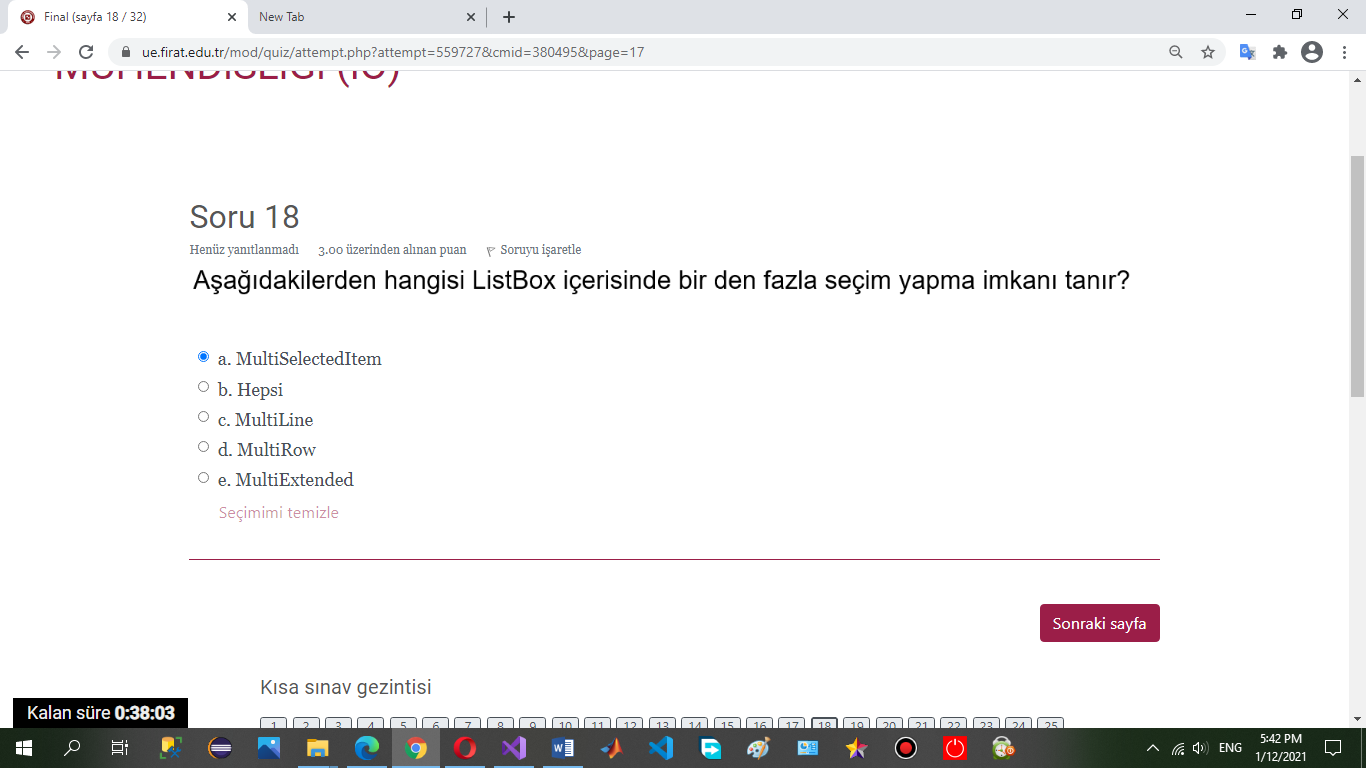 Final (sayfa 18 / 32)
New Tab
ue.firat.edu.tr/mod/quiz/attempt.php?attempt=559727&cmid=380495&page=17
MÜHENDİSLİĞİ (İÖ)
Soru 18
Henüz yanıtlanmadı 3.00 üzerinden alınan puan Soruyu işaretle
Aşağıdakilerden hangisi ListBox içerisinde bir den fazla seçim yapma imkanı tanır?
a. MultiSelectedItem
b. Hepsi
c. MultiLine
d. MultiRow
e. MultiExtended
Seçimimi temizle
Sonraki sayfa
Kısa sınav gezintisi
Kalan süre 0:38:03
1 2 3 4 5 6 7 8 9 10 11 12 13 14 15 16 17 18 19 20 21 22 23 24 25
ENG
5:42 PM
1/12/2021